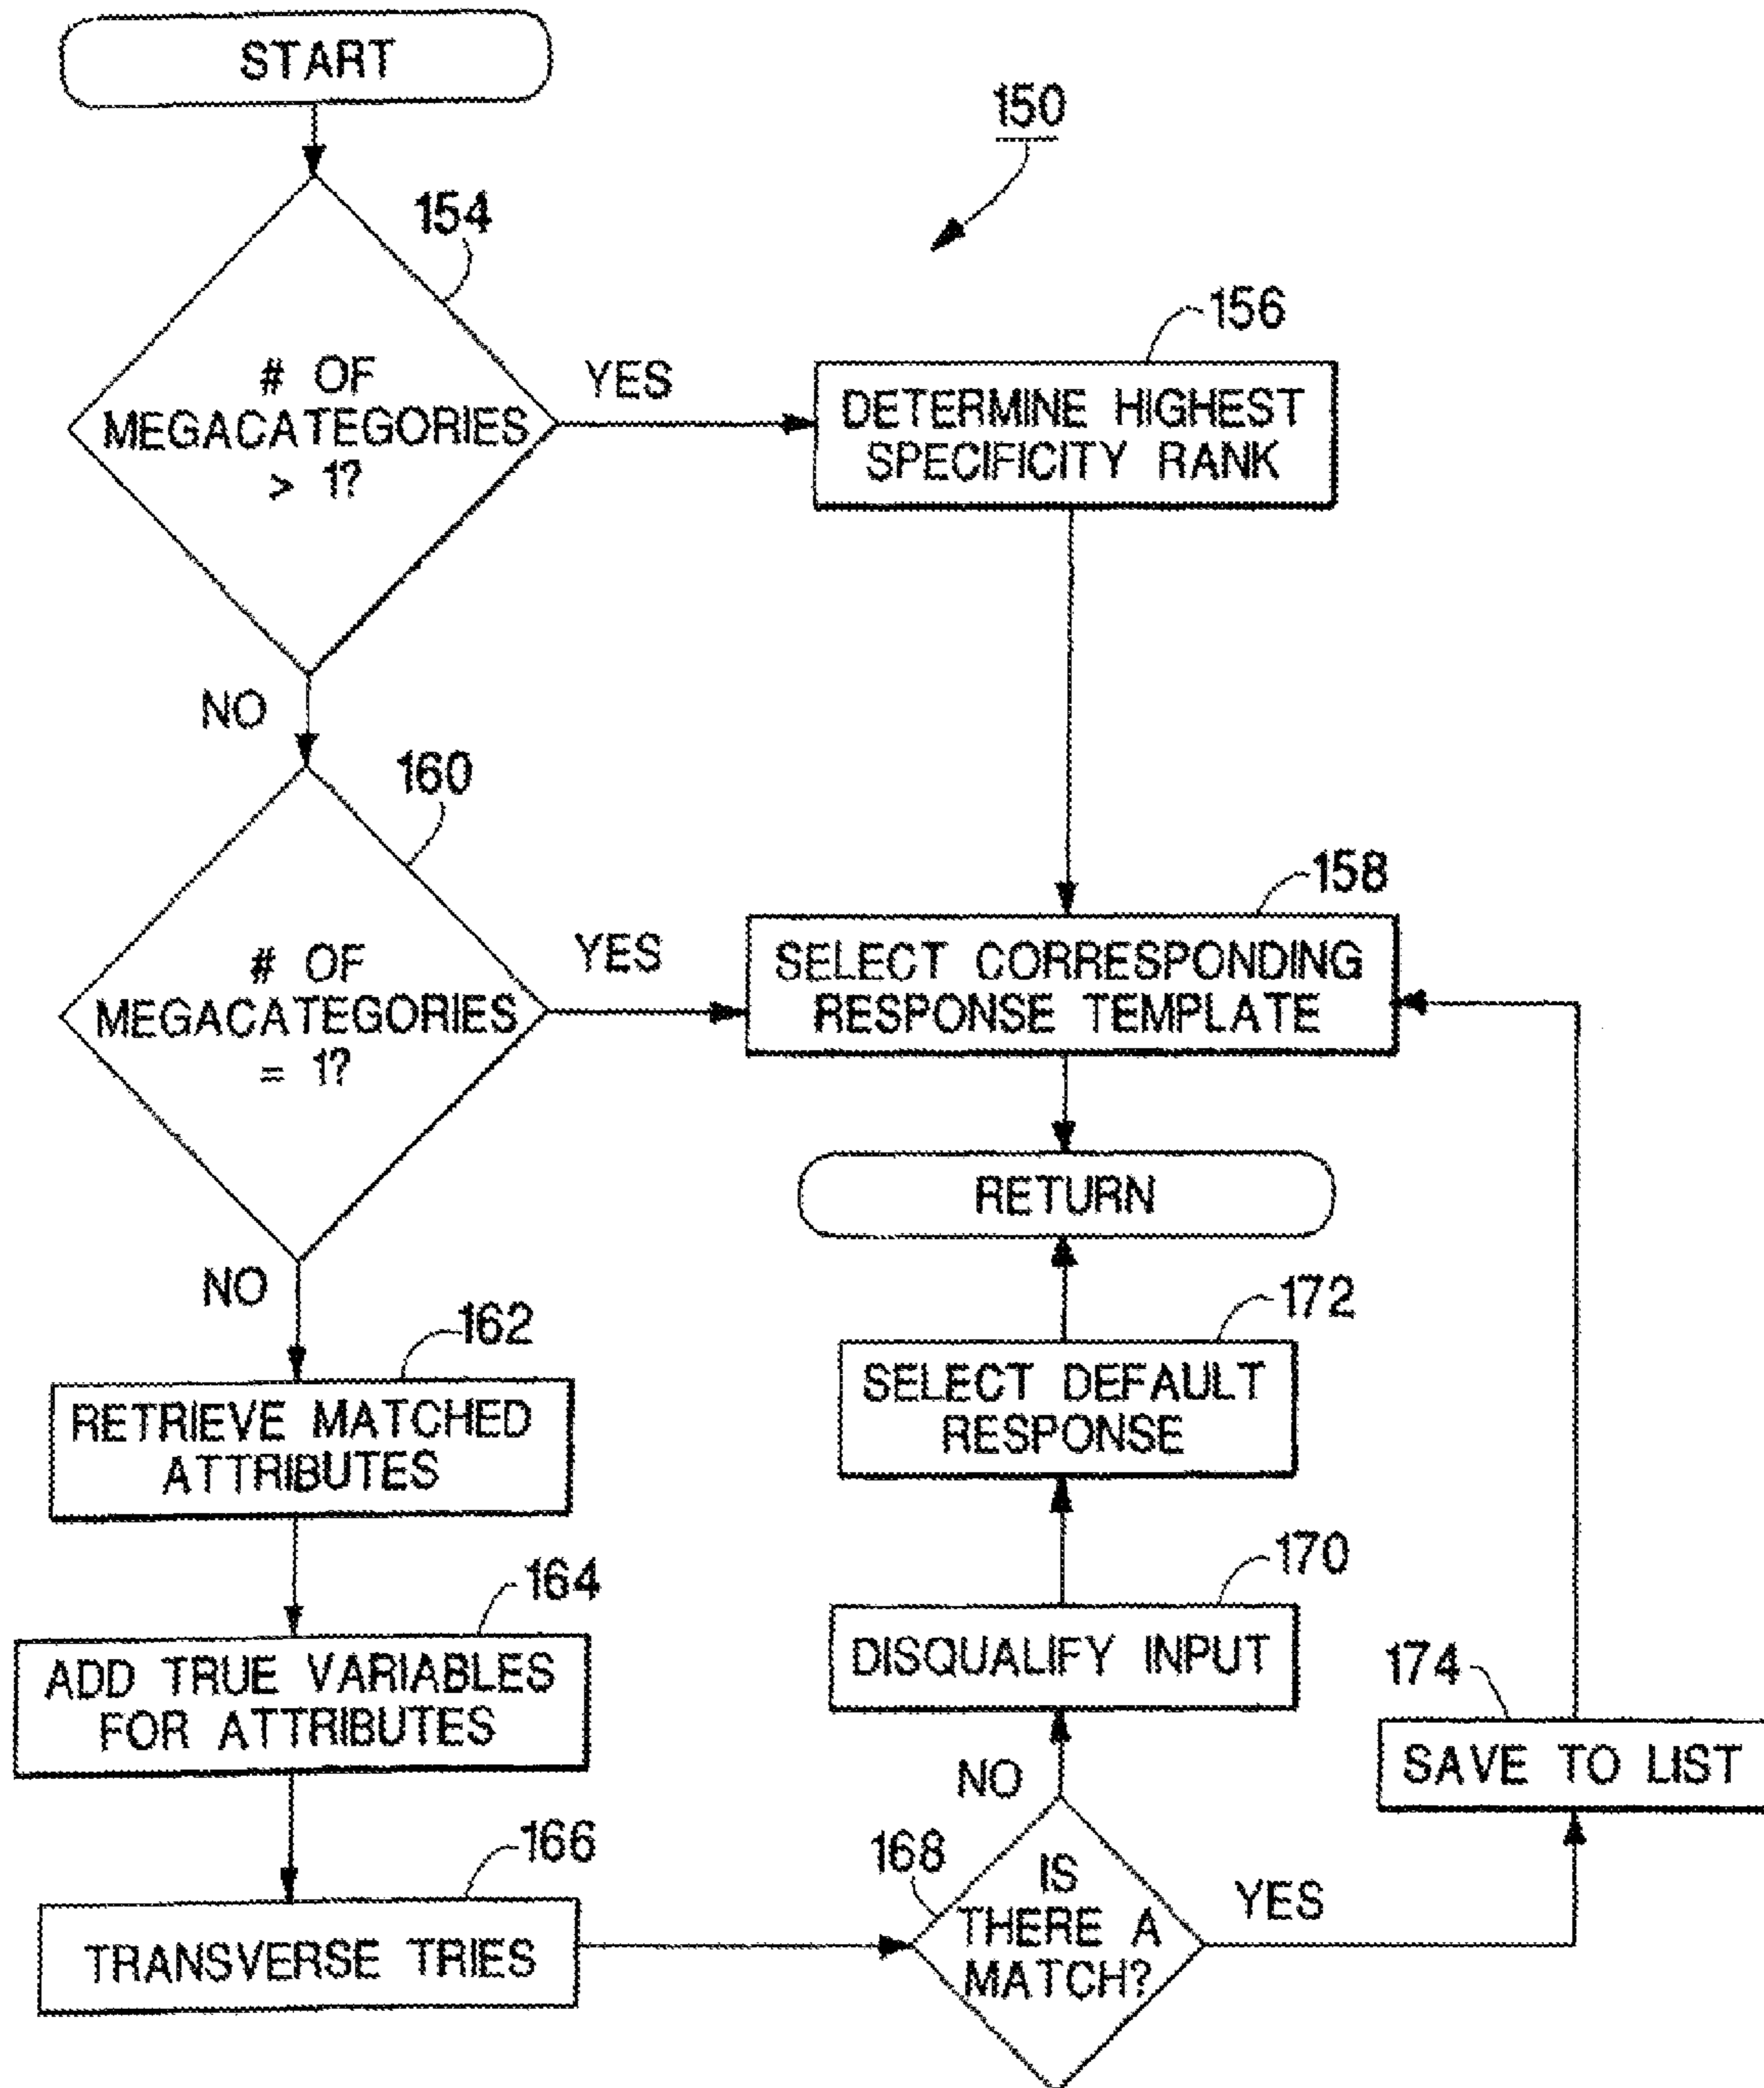 START
150
154
# OF
MEGACATEGORIES
> 1?
YES
156
DETERMINE HIGHEST
SPECIFICITY RANK
NO
160
# OF
MEGACATEGORIES
= 1?
YES
158
SELECT CORRESPONDING
RESPONSE TEMPLATE
RETURN
NO
162
RETRIEVE MATCHED
ATTRIBUTES
172
SELECT DEFAULT
RESPONSE
164
ADD TRUE VARIABLES
FOR ATTRIBUTES
170
DISQUALIFY INPUT
174
SAVE TO LIST
NO
166
TRANSVERSE TRIES
168
IS
THERE A
MATCH?
YES